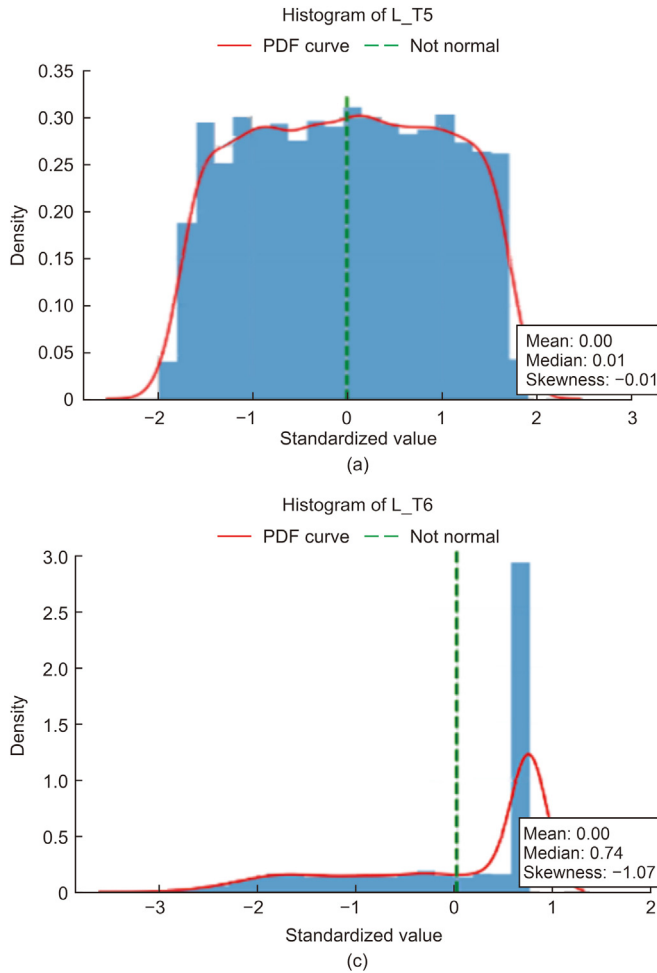 Histogram of L_T5
PDF curve Not normal
0.35
0.30
0.25
0.20
0.15
0.10
0.05
0
Density
Mean: 0.00
Median: 0.01
Skewness: −0.01
−2 −1 0 1 2 3
Standardized value
(a)
Histogram of L_T6
PDF curve Not normal
3.0
2.5
2.0
1.5
1.0
0.5
0
Density
Mean: 0.00
Median: 0.74
Skewness: −1.07
−3 −2 −1 0 1 2
Standardized value
(c)